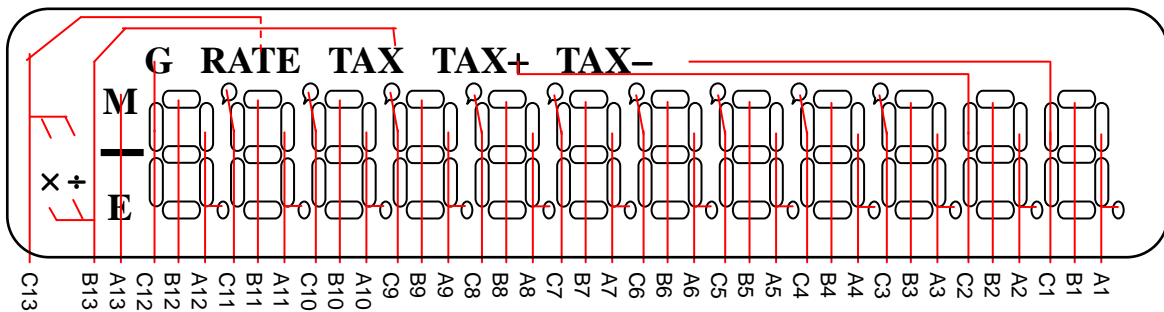 G RATE TAX TAX+ TAX−
M
× ÷
E
C13 B13 A13 C12 B12 A12 C11 B11 A11 C10 B10 A10 C9 B9 A9 C8 B8 A8 C7 B7 A7 C6 B6 A6 C5 B5 A5 C4 B4 A4 C3 B3 A3 C2 B2 A2 C1 B1 A1